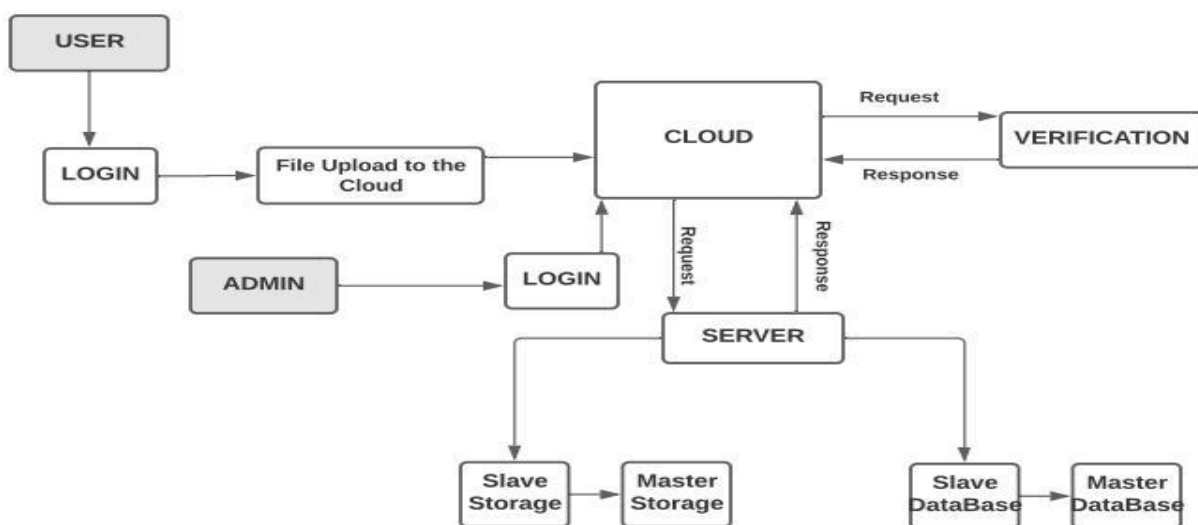 USER
LOGIN
File Upload to the
Cloud
CLOUD
Request
VERIFICATION
Response
ADMIN
LOGIN
Request
Response
SERVER
Slave
Storage
Master
Storage
Slave
DataBase
Master
DataBase